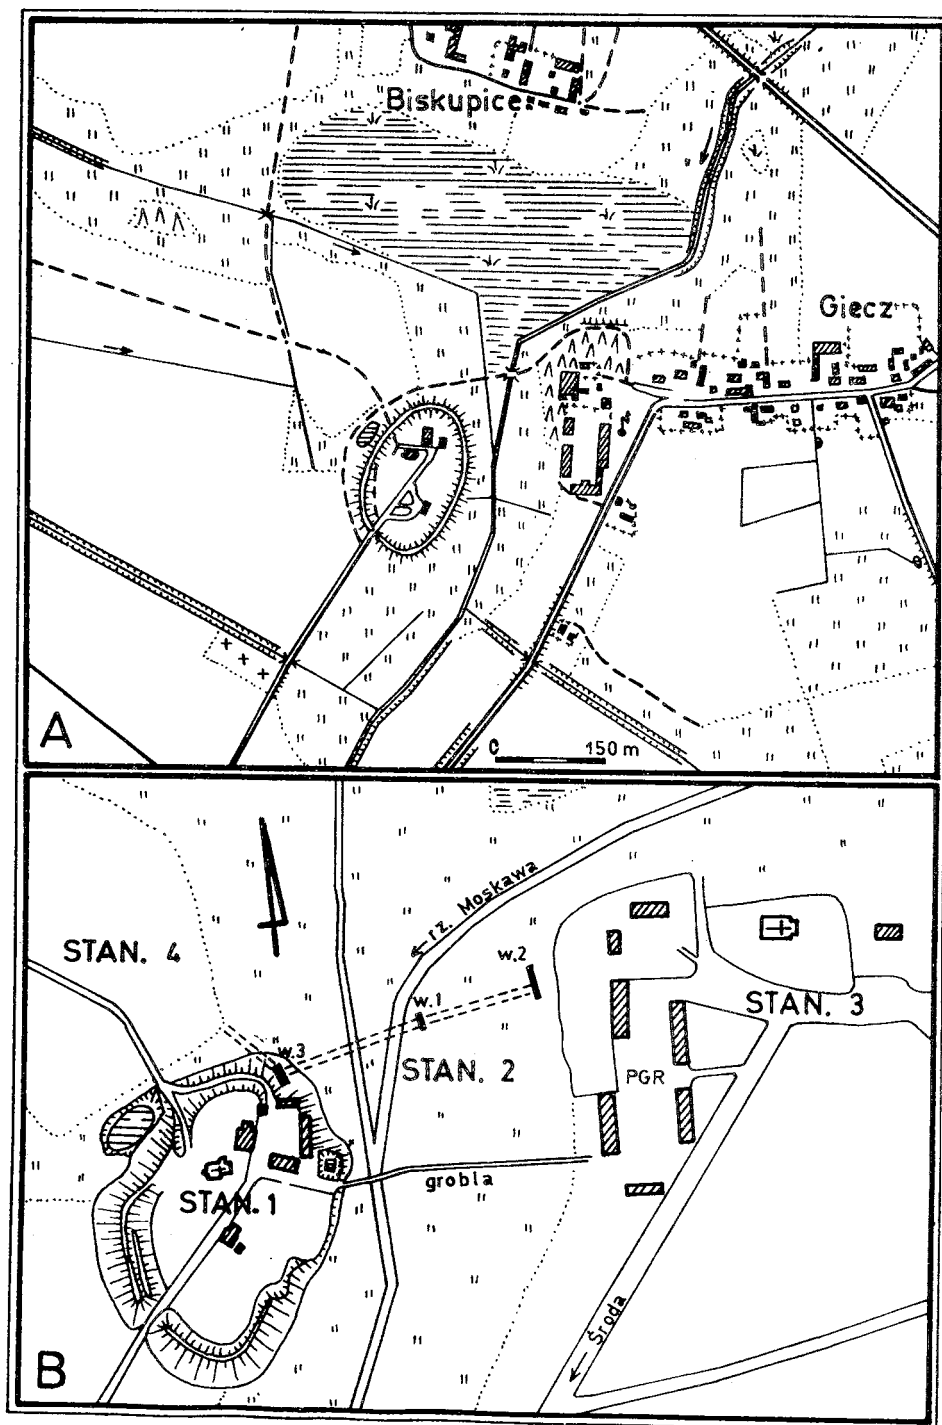 Biskupice
Giecz
A
0 150 m
rz. Moskawa
STAN. 4
w.2
STAN. 3
w.1
w.3
STAN. 2
PGR
grobla
STAN. 1
Środa
B